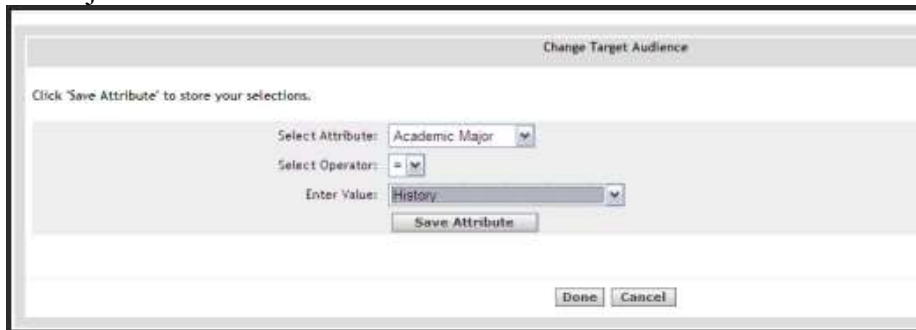 Change Target Audience
Click 'Save Attribute' to store your selections.
Select Attribute: Academic Major
Select Operator: =
Enter Value: History
Save Attribute
Done Cancel